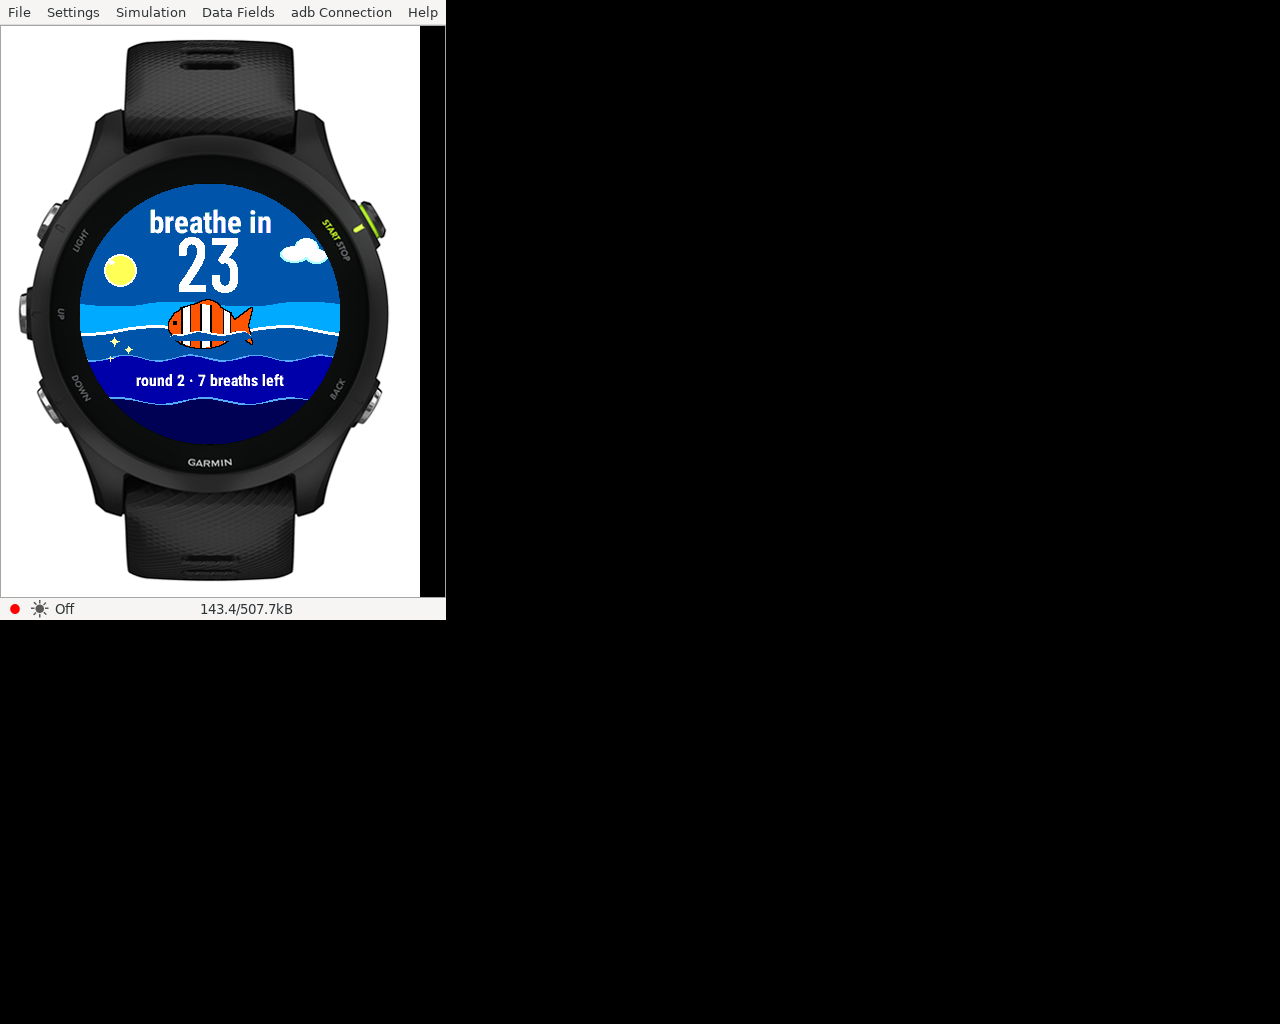 File Settings Simulation Data Fields adb Connection Help
breathe in
23
START STOP
LIGHT
UP
DOWN
BACK
round 2 · 7 breaths left
GARMIN
Off 143.4/507.7kB